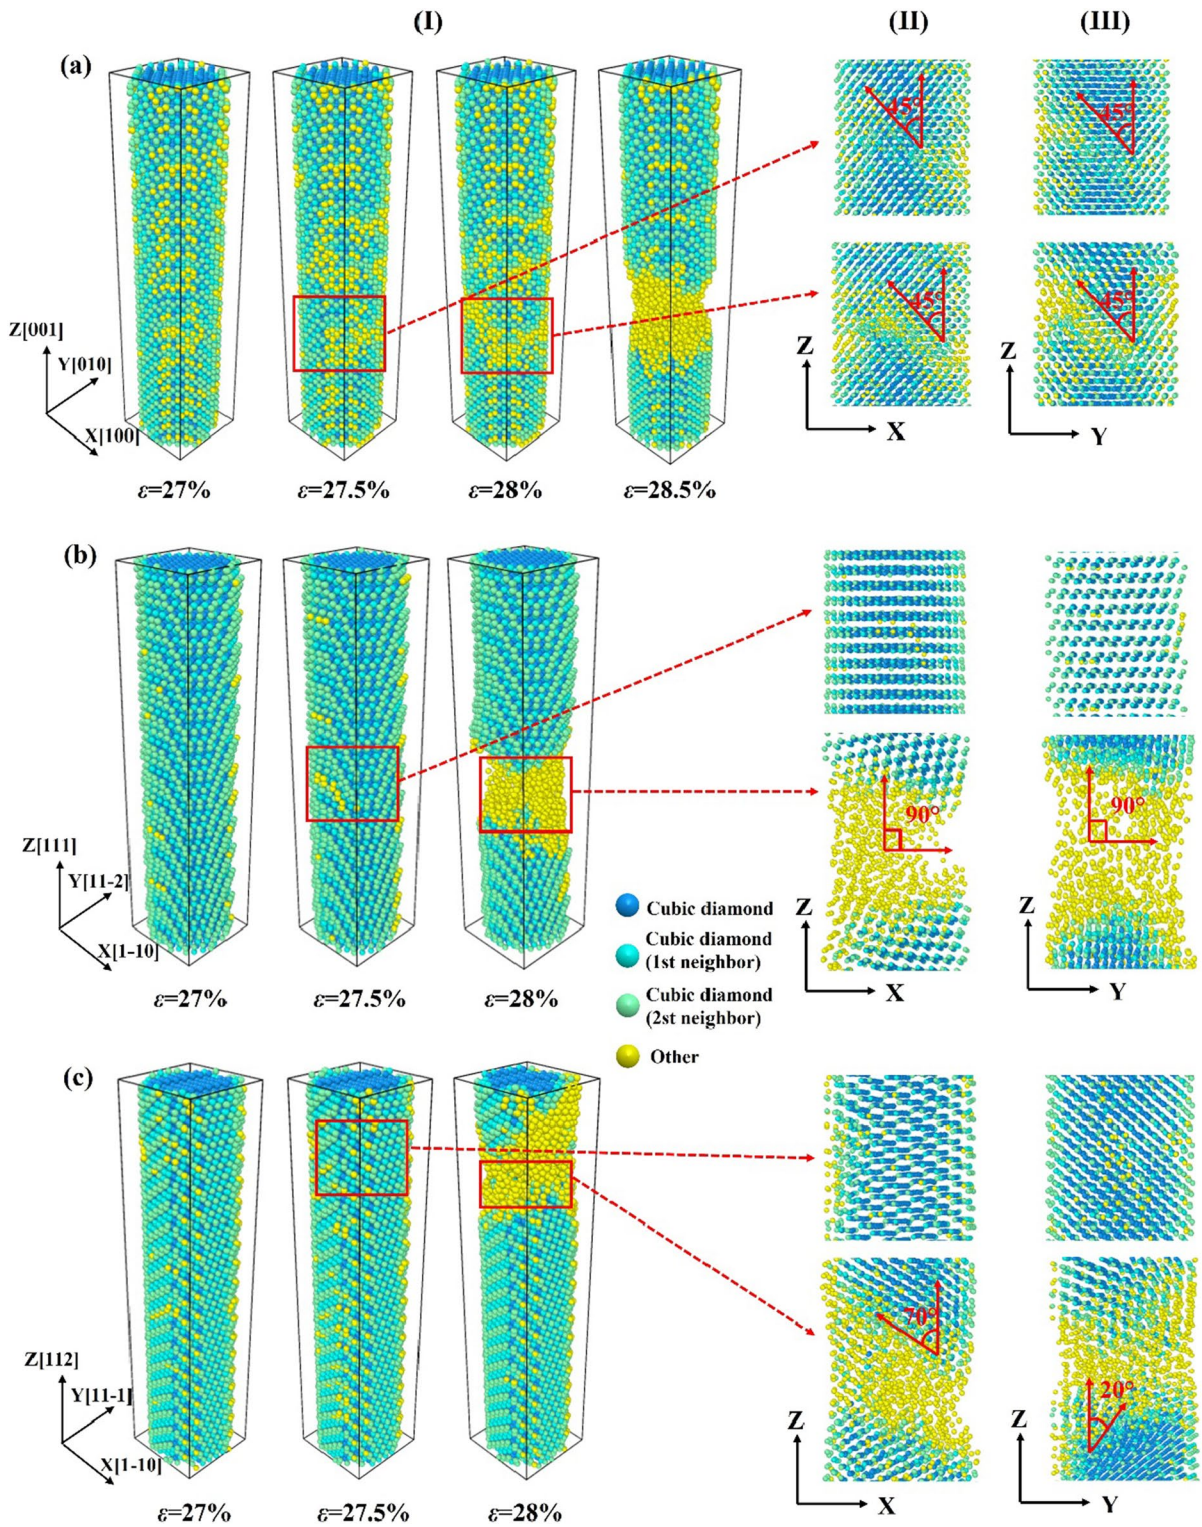 (I)
(II)
(III)
(a)
45°
45°
45°
45°
Z[001]
Y[010]
X[100]
Z
X
Z
Y
ε=27%
ε=27.5%
ε=28%
ε=28.5%
(b)
90°
90°
Z[111]
Y[11-2]
X[1-10]
Cubic diamond
Cubic diamond
(1st neighbor)
Cubic diamond
(2st neighbor)
Other
Z
X
Z
Y
ε=27%
ε=27.5%
ε=28%
(c)
70°
20°
Z[112]
Y[11-1]
X[1-10]
Z
X
Z
Y
ε=27%
ε=27.5%
ε=28%